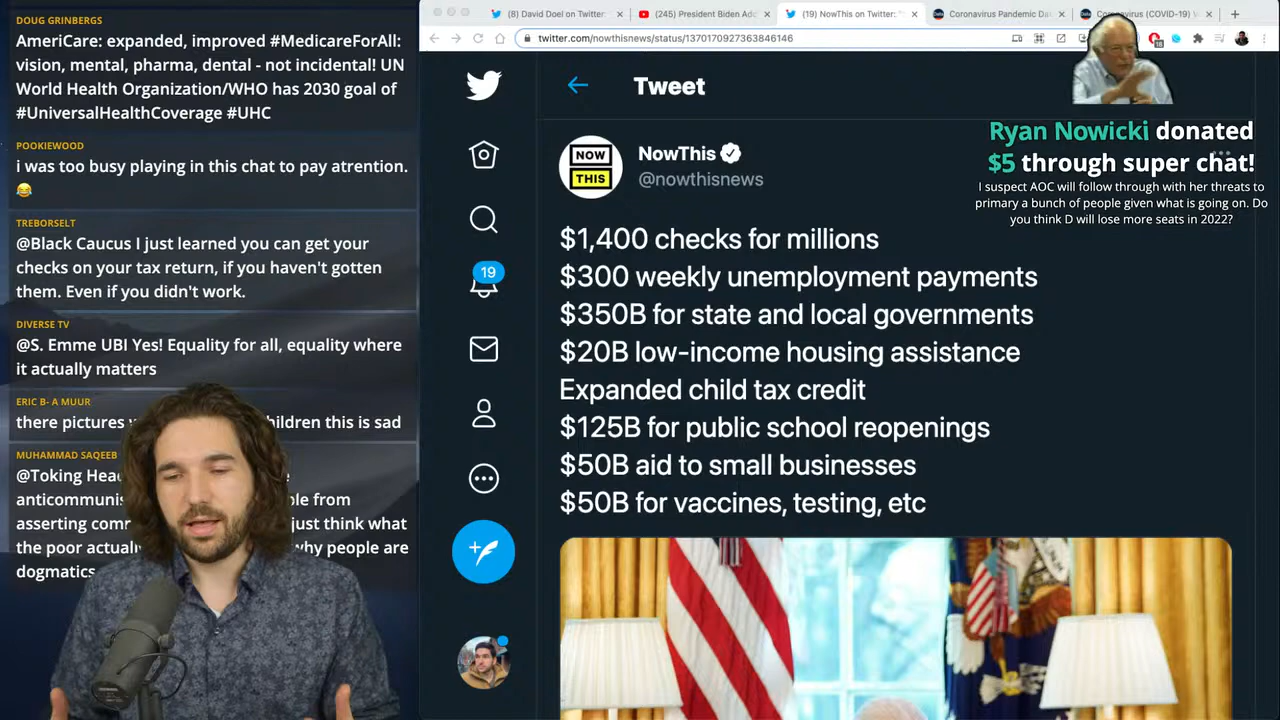 DOUG GRINBERGS
AmeriCare: expanded, improved #MedicareForAll:
vision, mental, pharma, dental - not incidental! UN
World Health Organization/WHO has 2030 goal of
#UniversalHealthCoverage #UHC
POOKIEWOOD
i was too busy playing in this chat to pay atrention.
😂
TREBORSELT
@Black Caucus I just learned you can get your
checks on your tax return, if you haven't gotten
them. Even if you didn't work.
DIVERSE TV
@S. Emme UBI Yes! Equality for all, equality where
it actually matters
ERIC B- A MUUR
there pictures children this is sad
MUHAMMAD SAQEEB
@Toking
anticommunis from
asserting just think what
the poor actual why people are
dogmatics
(8) David Doel on Twitter:
(245) President Biden Ad
(19) NowThis on Twitter: "
Coronavirus Pandemic Da
(COVID-19)
twitter.com/nowthisnews/status/1370170927363846146
18
Tweet
NOW
THIS
NowThis
@nowthisnews
19
$1,400 checks for millions
$300 weekly unemployment payments
$350B for state and local governments
$20B low-income housing assistance
Expanded child tax credit
$125B for public school reopenings
$50B aid to small businesses
$50B for vaccines, testing, etc
Ryan Nowicki donated
$5 through super chat!
I suspect AOC will follow through with her threats to
primary a bunch of people given what is going on. Do
you think D will lose more seats in 2022?